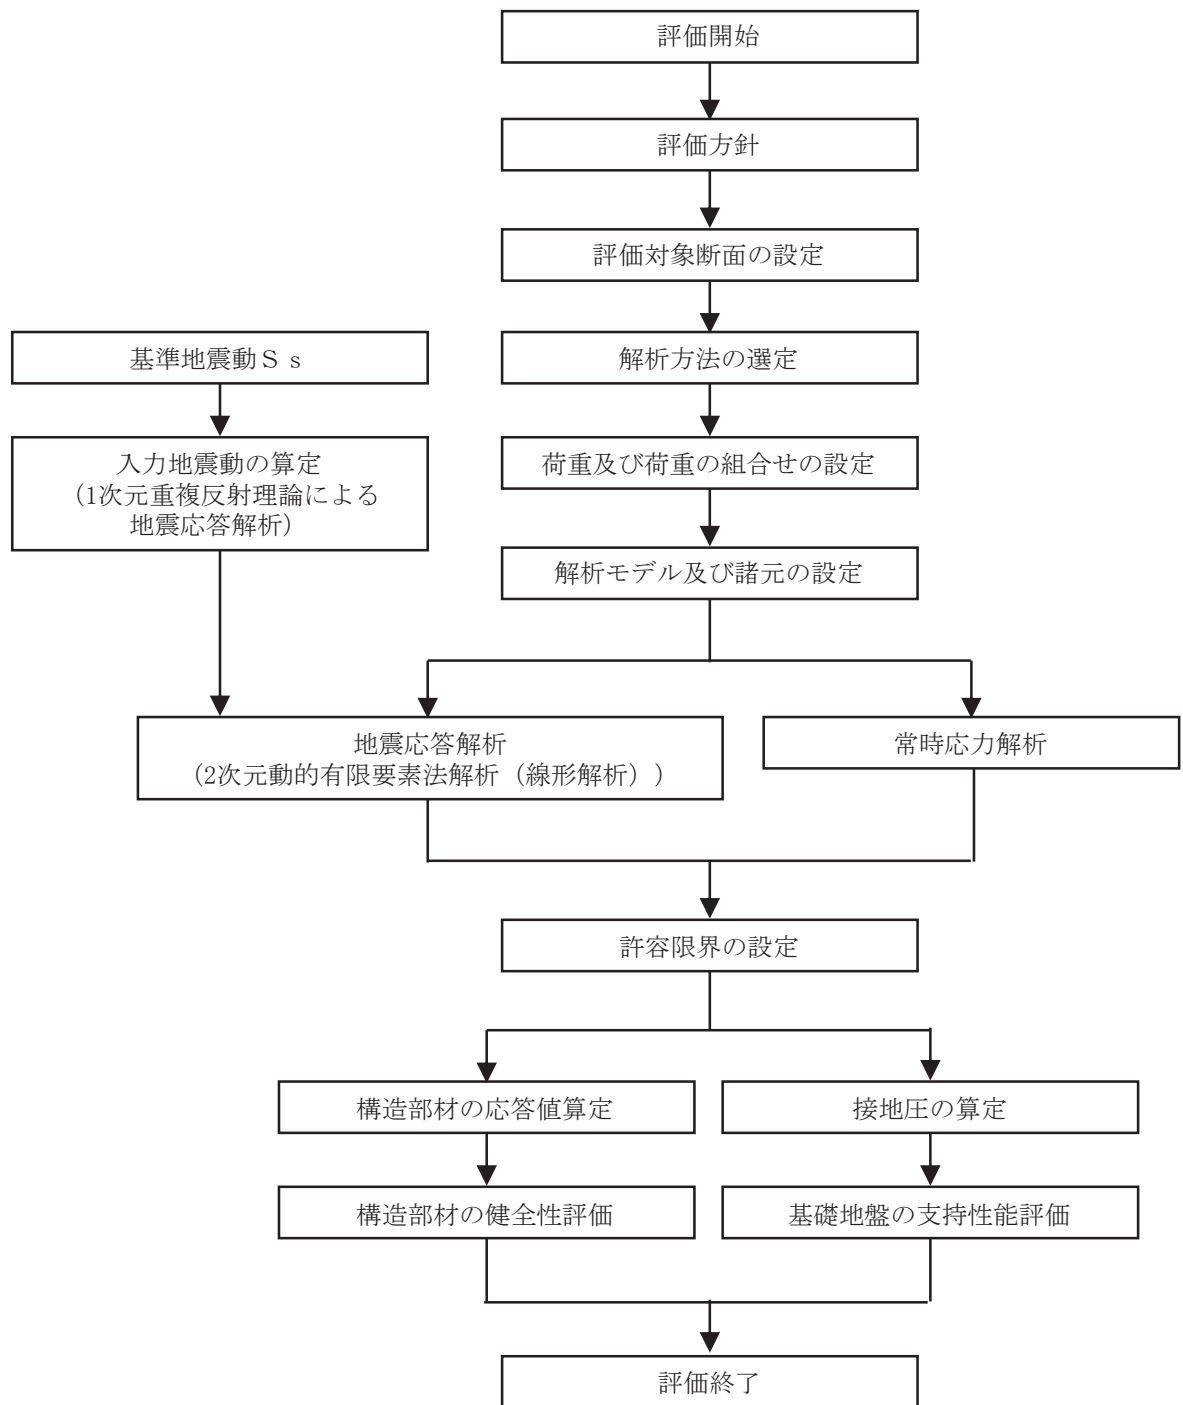 評価開始
評価方針
評価対象断面の設定
基準地震動Ｓｓ
解析方法の選定
入力地震動の算定
（1次元重複反射理論による
地震応答解析）
荷重及び荷重の組合せの設定
解析モデル及び諸元の設定
地震応答解析
（2次元動的有限要素法解析（線形解析））
常時応力解析
許容限界の設定
構造部材の応答値算定
接地圧の算定
構造部材の健全性評価
基礎地盤の支持性能評価
評価終了